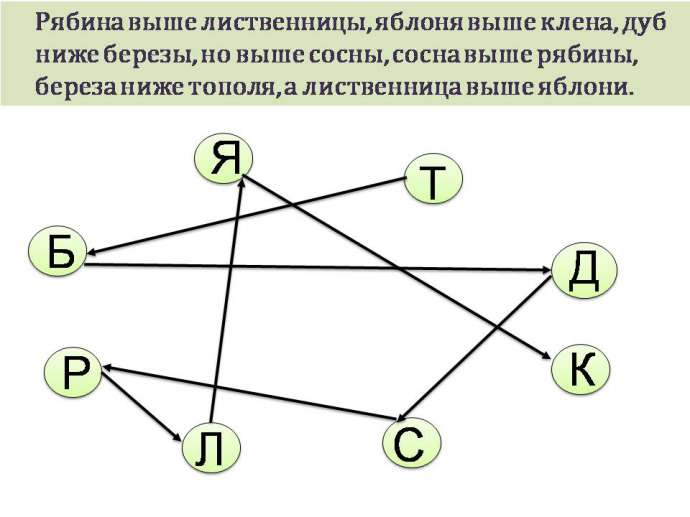 Рябина выше лиственницы, яблоня выше клена, дуб
ниже березы, но выше сосны, сосна выше рябины,
береза ниже тополя, а лиственница выше яблони.
Я
Т
Б
Д
Р
К
Л
С